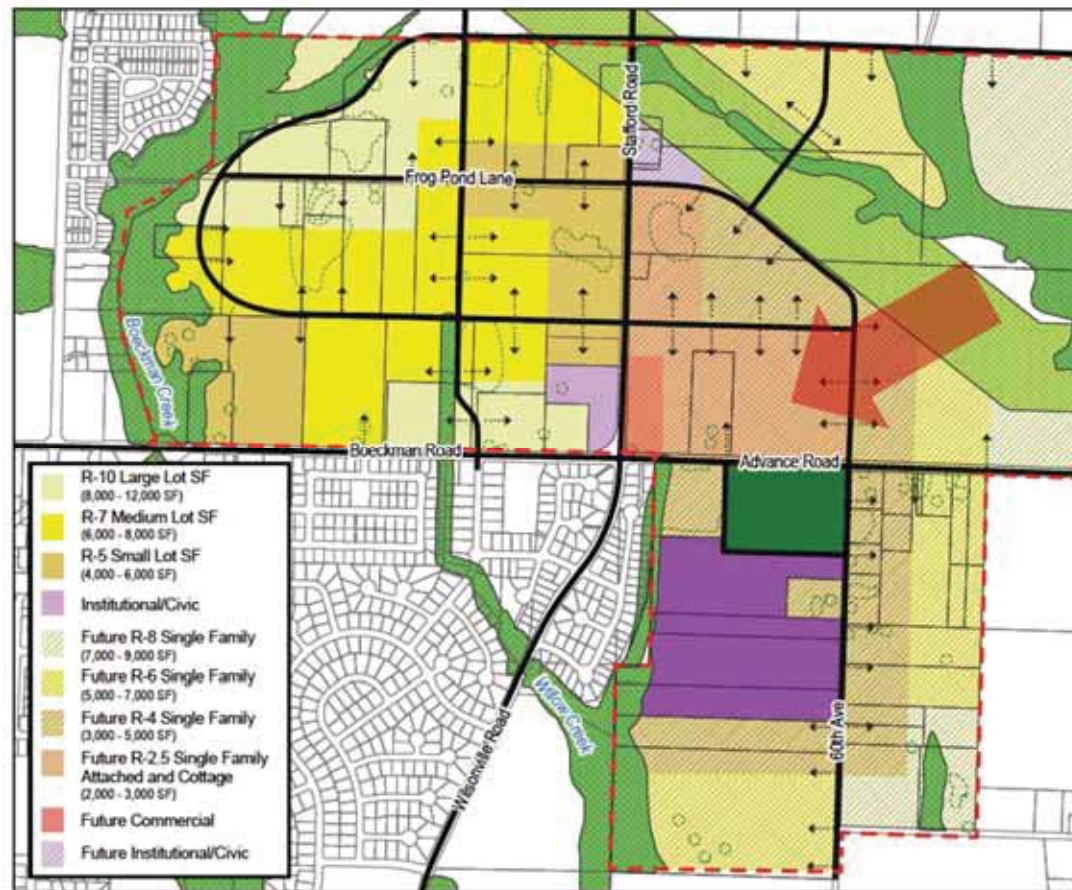 Stafford Road
Frog Pond Lane
Boeckman Creek
Boeckman Road
Advance Road
Willow Creek
Wilsonville Road
60th Ave
R-10 Large Lot SF
(8,000 - 12,000 SF)
R-7 Medium Lot SF
(6,000 - 8,000 SF)
R-5 Small Lot SF
(4,000 - 6,000 SF)
Institutional/Civic
Future R-8 Single Family
(7,000 - 9,000 SF)
Future R-6 Single Family
(5,000 - 7,000 SF)
Future R-4 Single Family
(3,000 - 5,000 SF)
Future R-2.5 Single Family
Attached and Cottage
(2,000 - 3,000 SF)
Future Commercial
Future Institutional/Civic